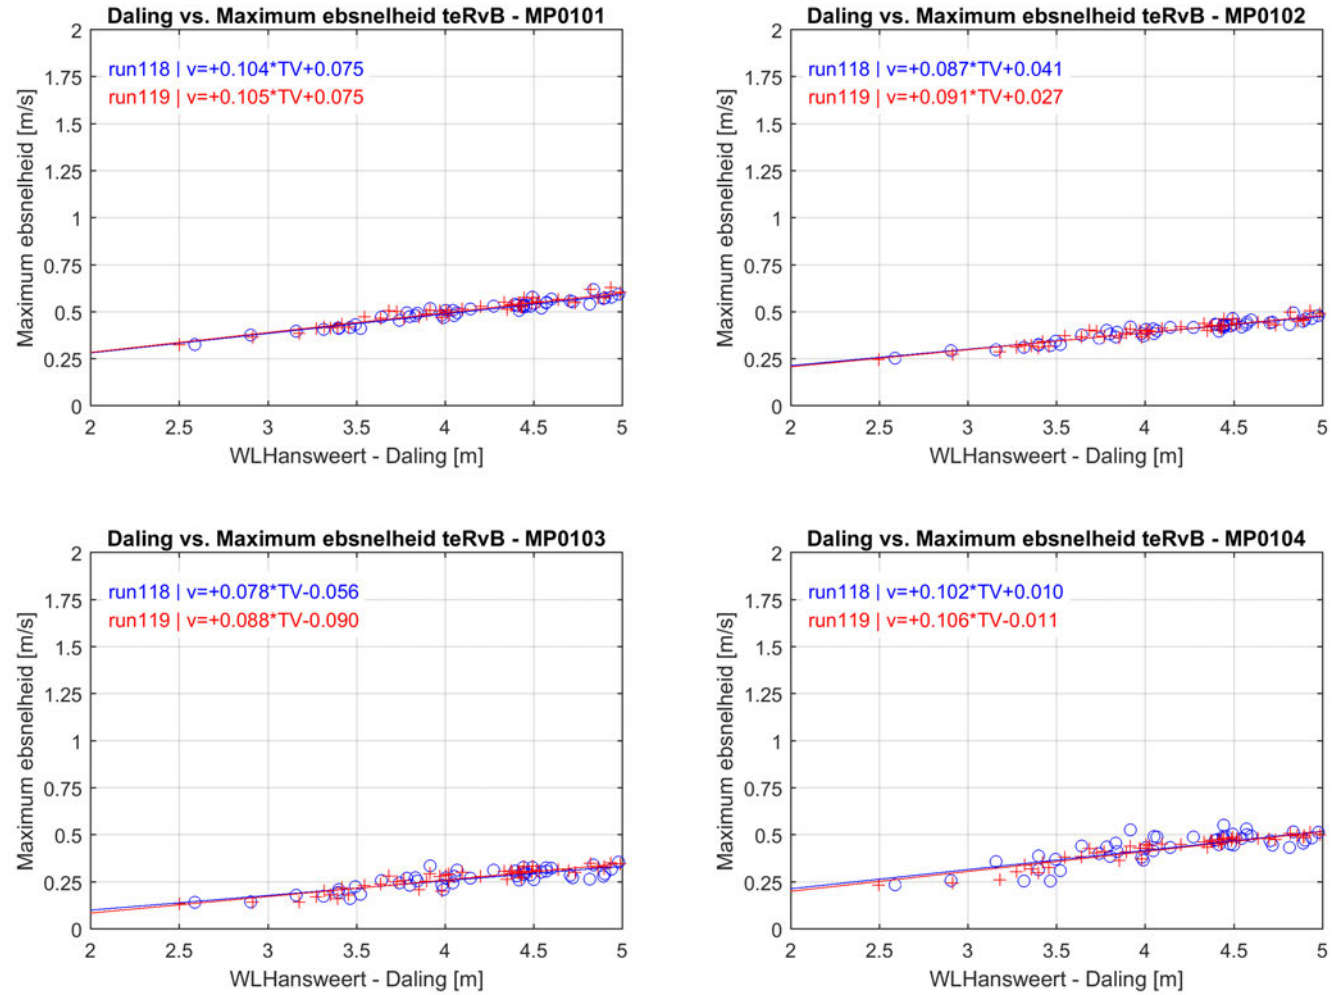 Daling vs. Maximum ebsnelheid teRvB - MP0101
run118 | v=+0.104*TV+0.075
run119 | v=+0.105*TV+0.075
Maximum ebsnelheid [m/s]
2
1.75
1.5
1.25
1
0.75
0.5
0.25
0
2 2.5 3 3.5 4 4.5 5
WLHansweert - Daling [m]
Daling vs. Maximum ebsnelheid teRvB - MP0102
run118 | v=+0.087*TV+0.041
run119 | v=+0.091*TV+0.027
Maximum ebsnelheid [m/s]
2
1.75
1.5
1.25
1
0.75
0.5
0.25
0
2 2.5 3 3.5 4 4.5 5
WLHansweert - Daling [m]
Daling vs. Maximum ebsnelheid teRvB - MP0103
run118 | v=+0.078*TV-0.056
run119 | v=+0.088*TV-0.090
Maximum ebsnelheid [m/s]
2
1.75
1.5
1.25
1
0.75
0.5
0.25
0
2 2.5 3 3.5 4 4.5 5
WLHansweert - Daling [m]
Daling vs. Maximum ebsnelheid teRvB - MP0104
run118 | v=+0.102*TV+0.010
run119 | v=+0.106*TV-0.011
Maximum ebsnelheid [m/s]
2
1.75
1.5
1.25
1
0.75
0.5
0.25
0
2 2.5 3 3.5 4 4.5 5
WLHansweert - Daling [m]